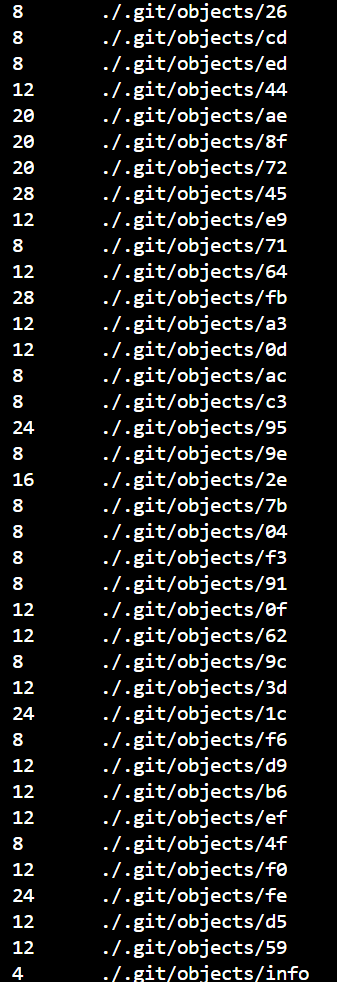 8 ./.git/objects/26
8 ./.git/objects/cd
8 ./.git/objects/ed
12 ./.git/objects/44
20 ./.git/objects/ae
20 ./.git/objects/8f
20 ./.git/objects/72
28 ./.git/objects/45
12 ./.git/objects/e9
8 ./.git/objects/71
12 ./.git/objects/64
28 ./.git/objects/fb
12 ./.git/objects/a3
12 ./.git/objects/0d
8 ./.git/objects/ac
8 ./.git/objects/c3
24 ./.git/objects/95
8 ./.git/objects/9e
16 ./.git/objects/2e
8 ./.git/objects/7b
8 ./.git/objects/04
8 ./.git/objects/f3
8 ./.git/objects/91
12 ./.git/objects/0f
12 ./.git/objects/62
8 ./.git/objects/9c
12 ./.git/objects/3d
24 ./.git/objects/1c
8 ./.git/objects/f6
12 ./.git/objects/d9
12 ./.git/objects/b6
12 ./.git/objects/ef
8 ./.git/objects/4f
12 ./.git/objects/f0
24 ./.git/objects/fe
12 ./.git/objects/d5
12 ./.git/objects/59
4 ./.git/objects/info